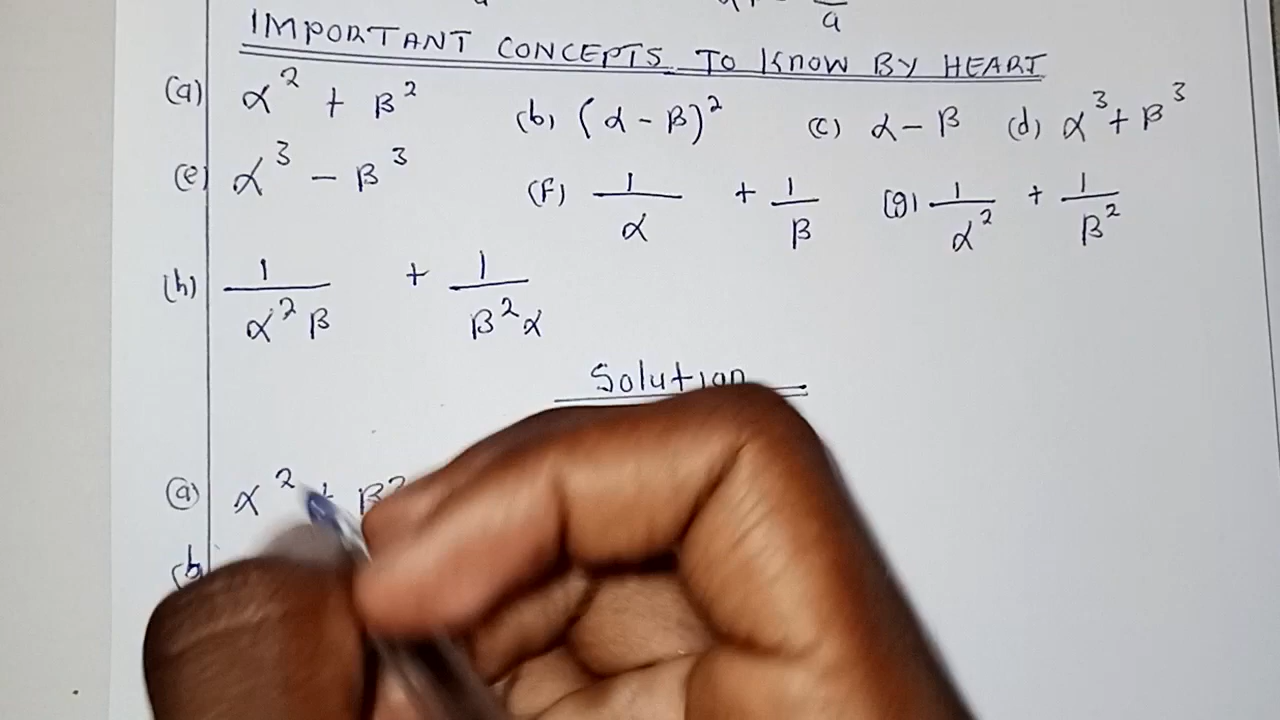 a
IMPORTANT CONCEPTS TO KNOW BY HEART
(a) α² + β² (b) (α - β)² (c) α - β (d) α³ + β³
(e) α³ - β³ (F) 1/α + 1/β (g) 1/α² + 1/β²
(h) 1/α²β + 1/β²α
Solution
(a) α² + β²
(b